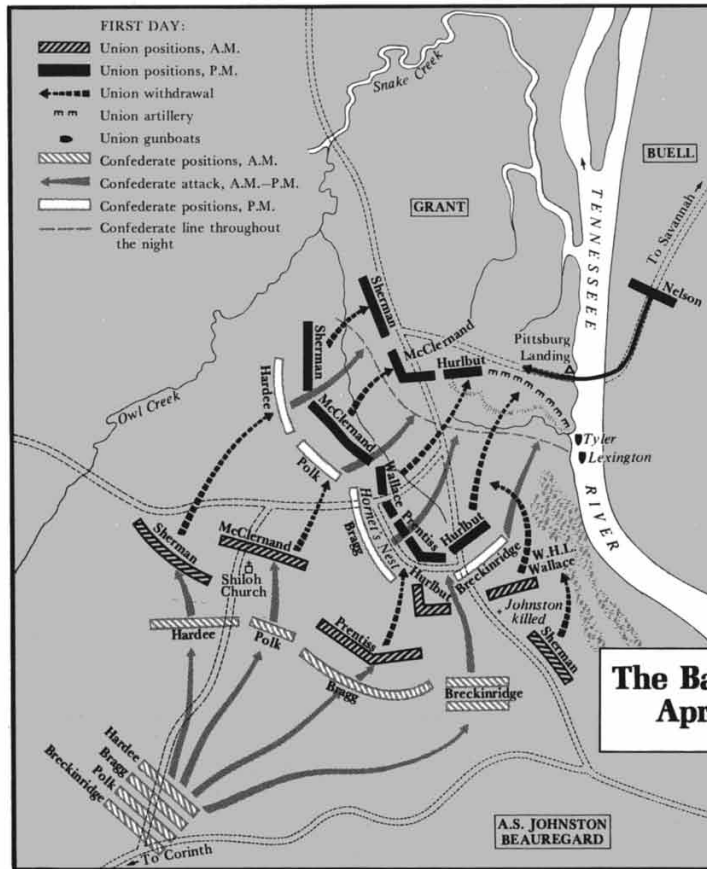 FIRST DAY:
Union positions, A.M.
Union positions, P.M.
Union withdrawal
Union artillery
Union gunboats
Confederate positions, A.M.
Confederate attack, A.M.–P.M.
Confederate positions, P.M.
Confederate line throughout
the night
Snake Creek
GRANT
BUELL
TENNESSEEE
RIVER
To Savannah
Nelson
Sherman
McClernand
Hurlbut
Pittsburg
Landing
Sherman
Hardee
McClernand
Owl Creek
Polk
Wallace
Tyler
Lexington
Hornet's Nest
Bragg
Prentis
Hurlbut
Breckinridge
Sherman
McClernand
Shiloh
Church
Hurlbut
W.H.L.
Wallace
Johnston
killed
Sherman
Hardee
Polk
Prentiss
Bragg
Breckinridge
The Ba
Apr
Hardee
Bragg
Polk
Breckinridge
To Corinth
A.S. JOHNSTON
BEAUREGARD